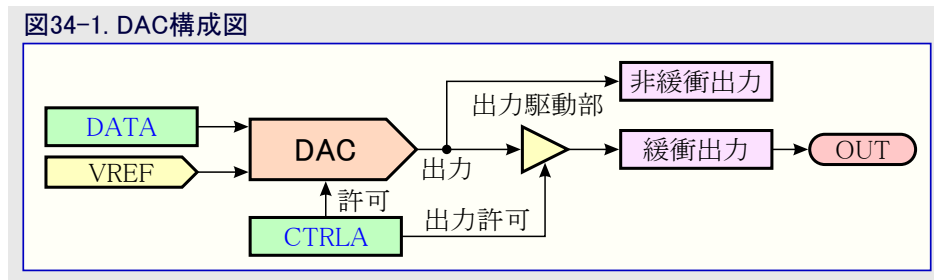 図34-1. DAC構成図
非緩衝出力
出力駆動部
DATA
DAC
緩衝出力
OUT
VREF
出力
許可
出力許可
CTRLA